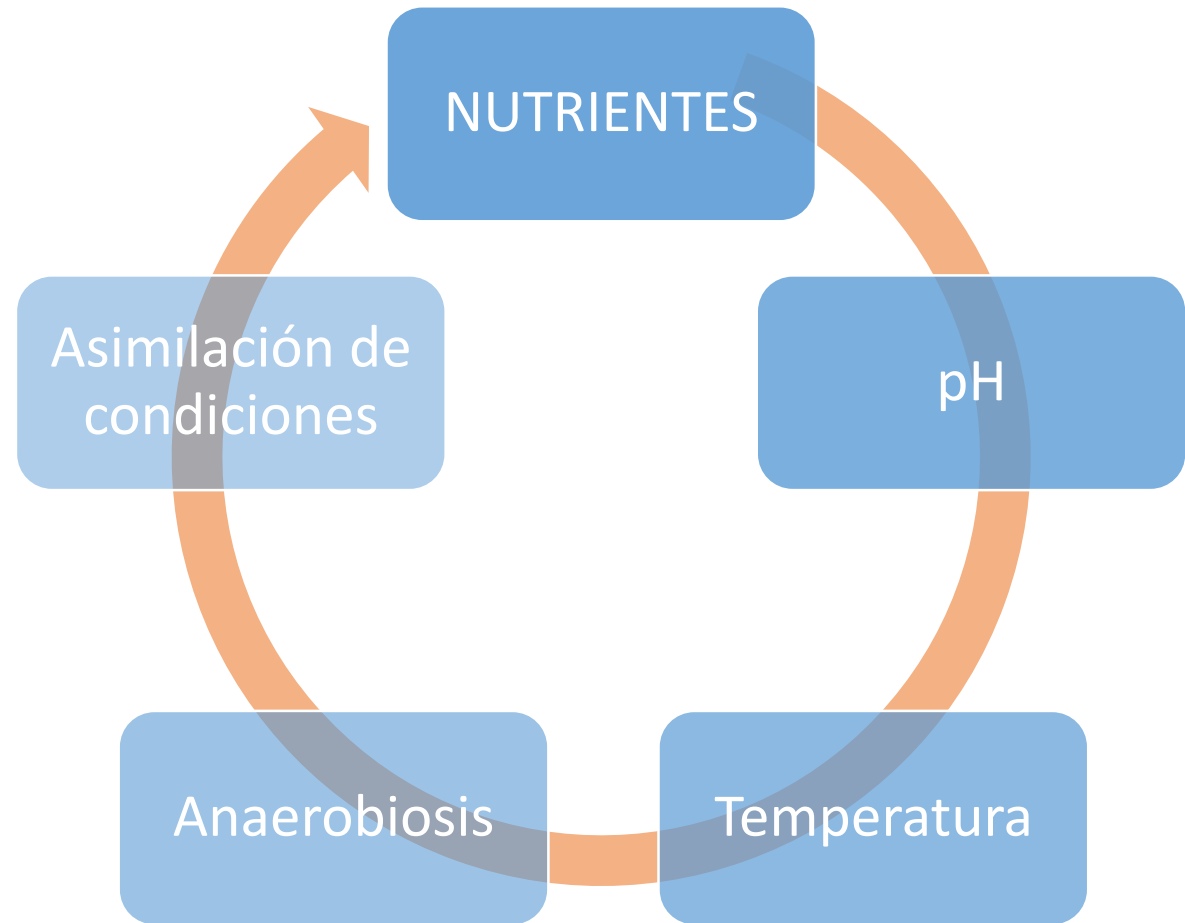 NUTRIENTES
pH
Temperatura
Anaerobiosis
Asimilación de
condiciones